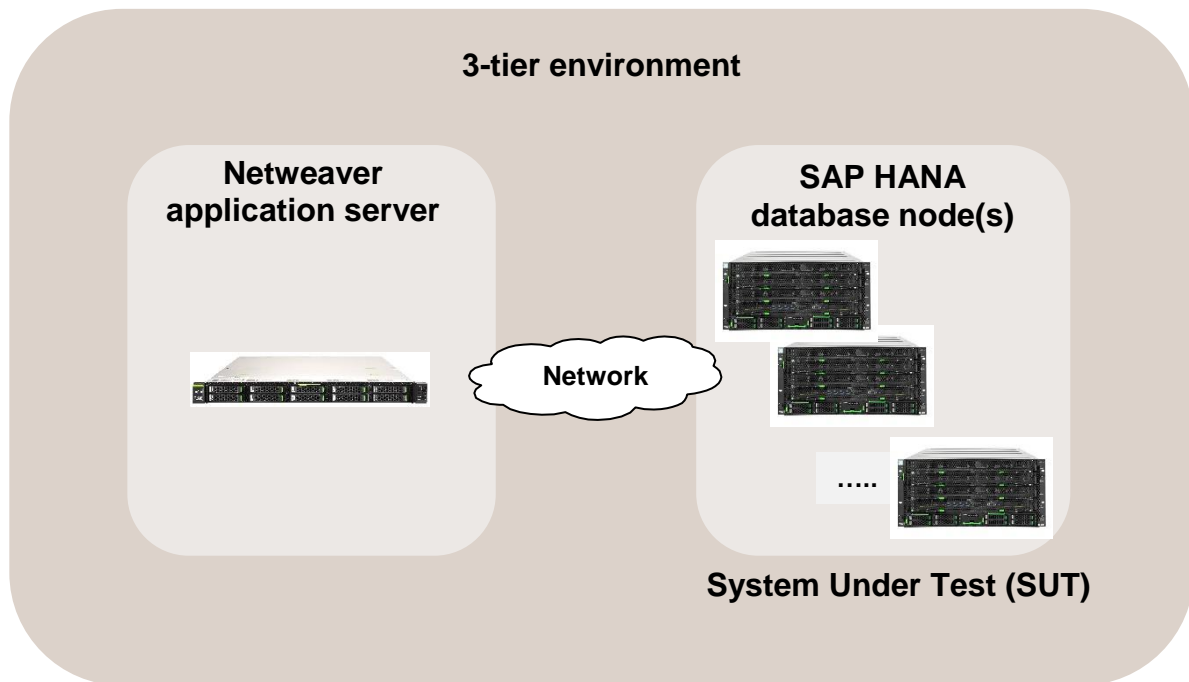 3-tier environment
Netweaver
application server
SAP HANA
database node(s)
Network
.....
System Under Test (SUT)